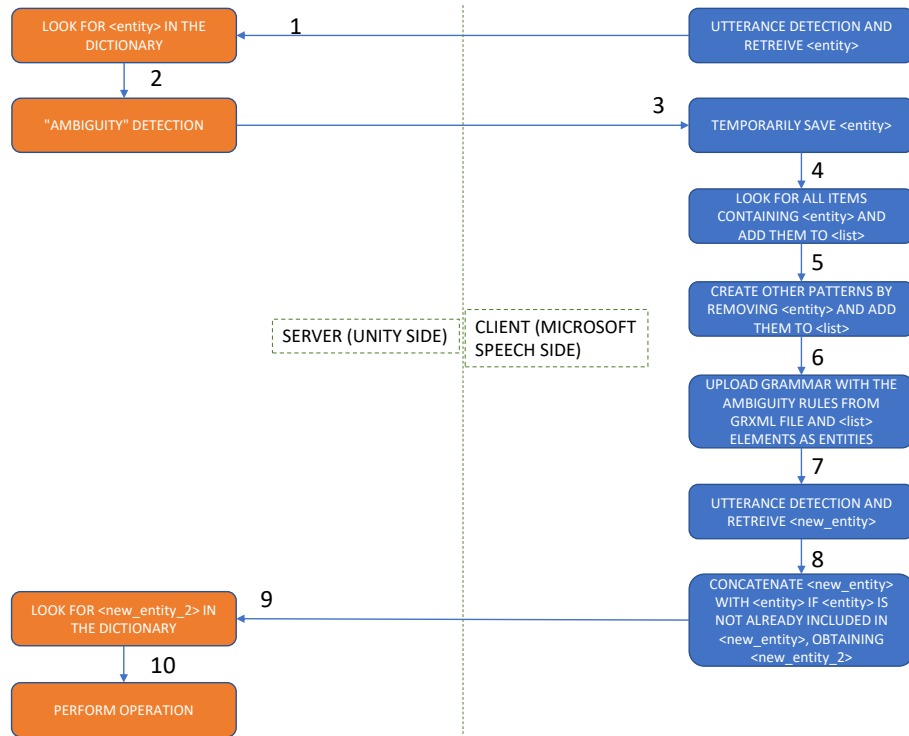 LOOK FOR <entity> IN THE
DICTIONARY
1
UTTERANCE DETECTION AND
RETREIVE <entity>
2
"AMBIGUITY" DETECTION
3
TEMPORARILY SAVE <entity>
4
LOOK FOR ALL ITEMS
CONTAINING <entity> AND
ADD THEM TO <list>
5
CREATE OTHER PATTERNS BY
REMOVING <entity> AND ADD
THEM TO <list>
SERVER (UNITY SIDE)
CLIENT (MICROSOFT
SPEECH SIDE)
6
UPLOAD GRAMMAR WITH THE
AMBIGUITY RULES FROM
GRXML FILE AND <list>
ELEMENTS AS ENTITIES
7
UTTERANCE DETECTION AND
RETREIVE <new_entity>
8
CONCATENATE <new_entity>
WITH <entity> IF <entity> IS
NOT ALREADY INCLUDED IN
<new_entity>, OBTAINING
<new_entity_2>
9
LOOK FOR <new_entity_2> IN
THE DICTIONARY
10
PERFORM OPERATION